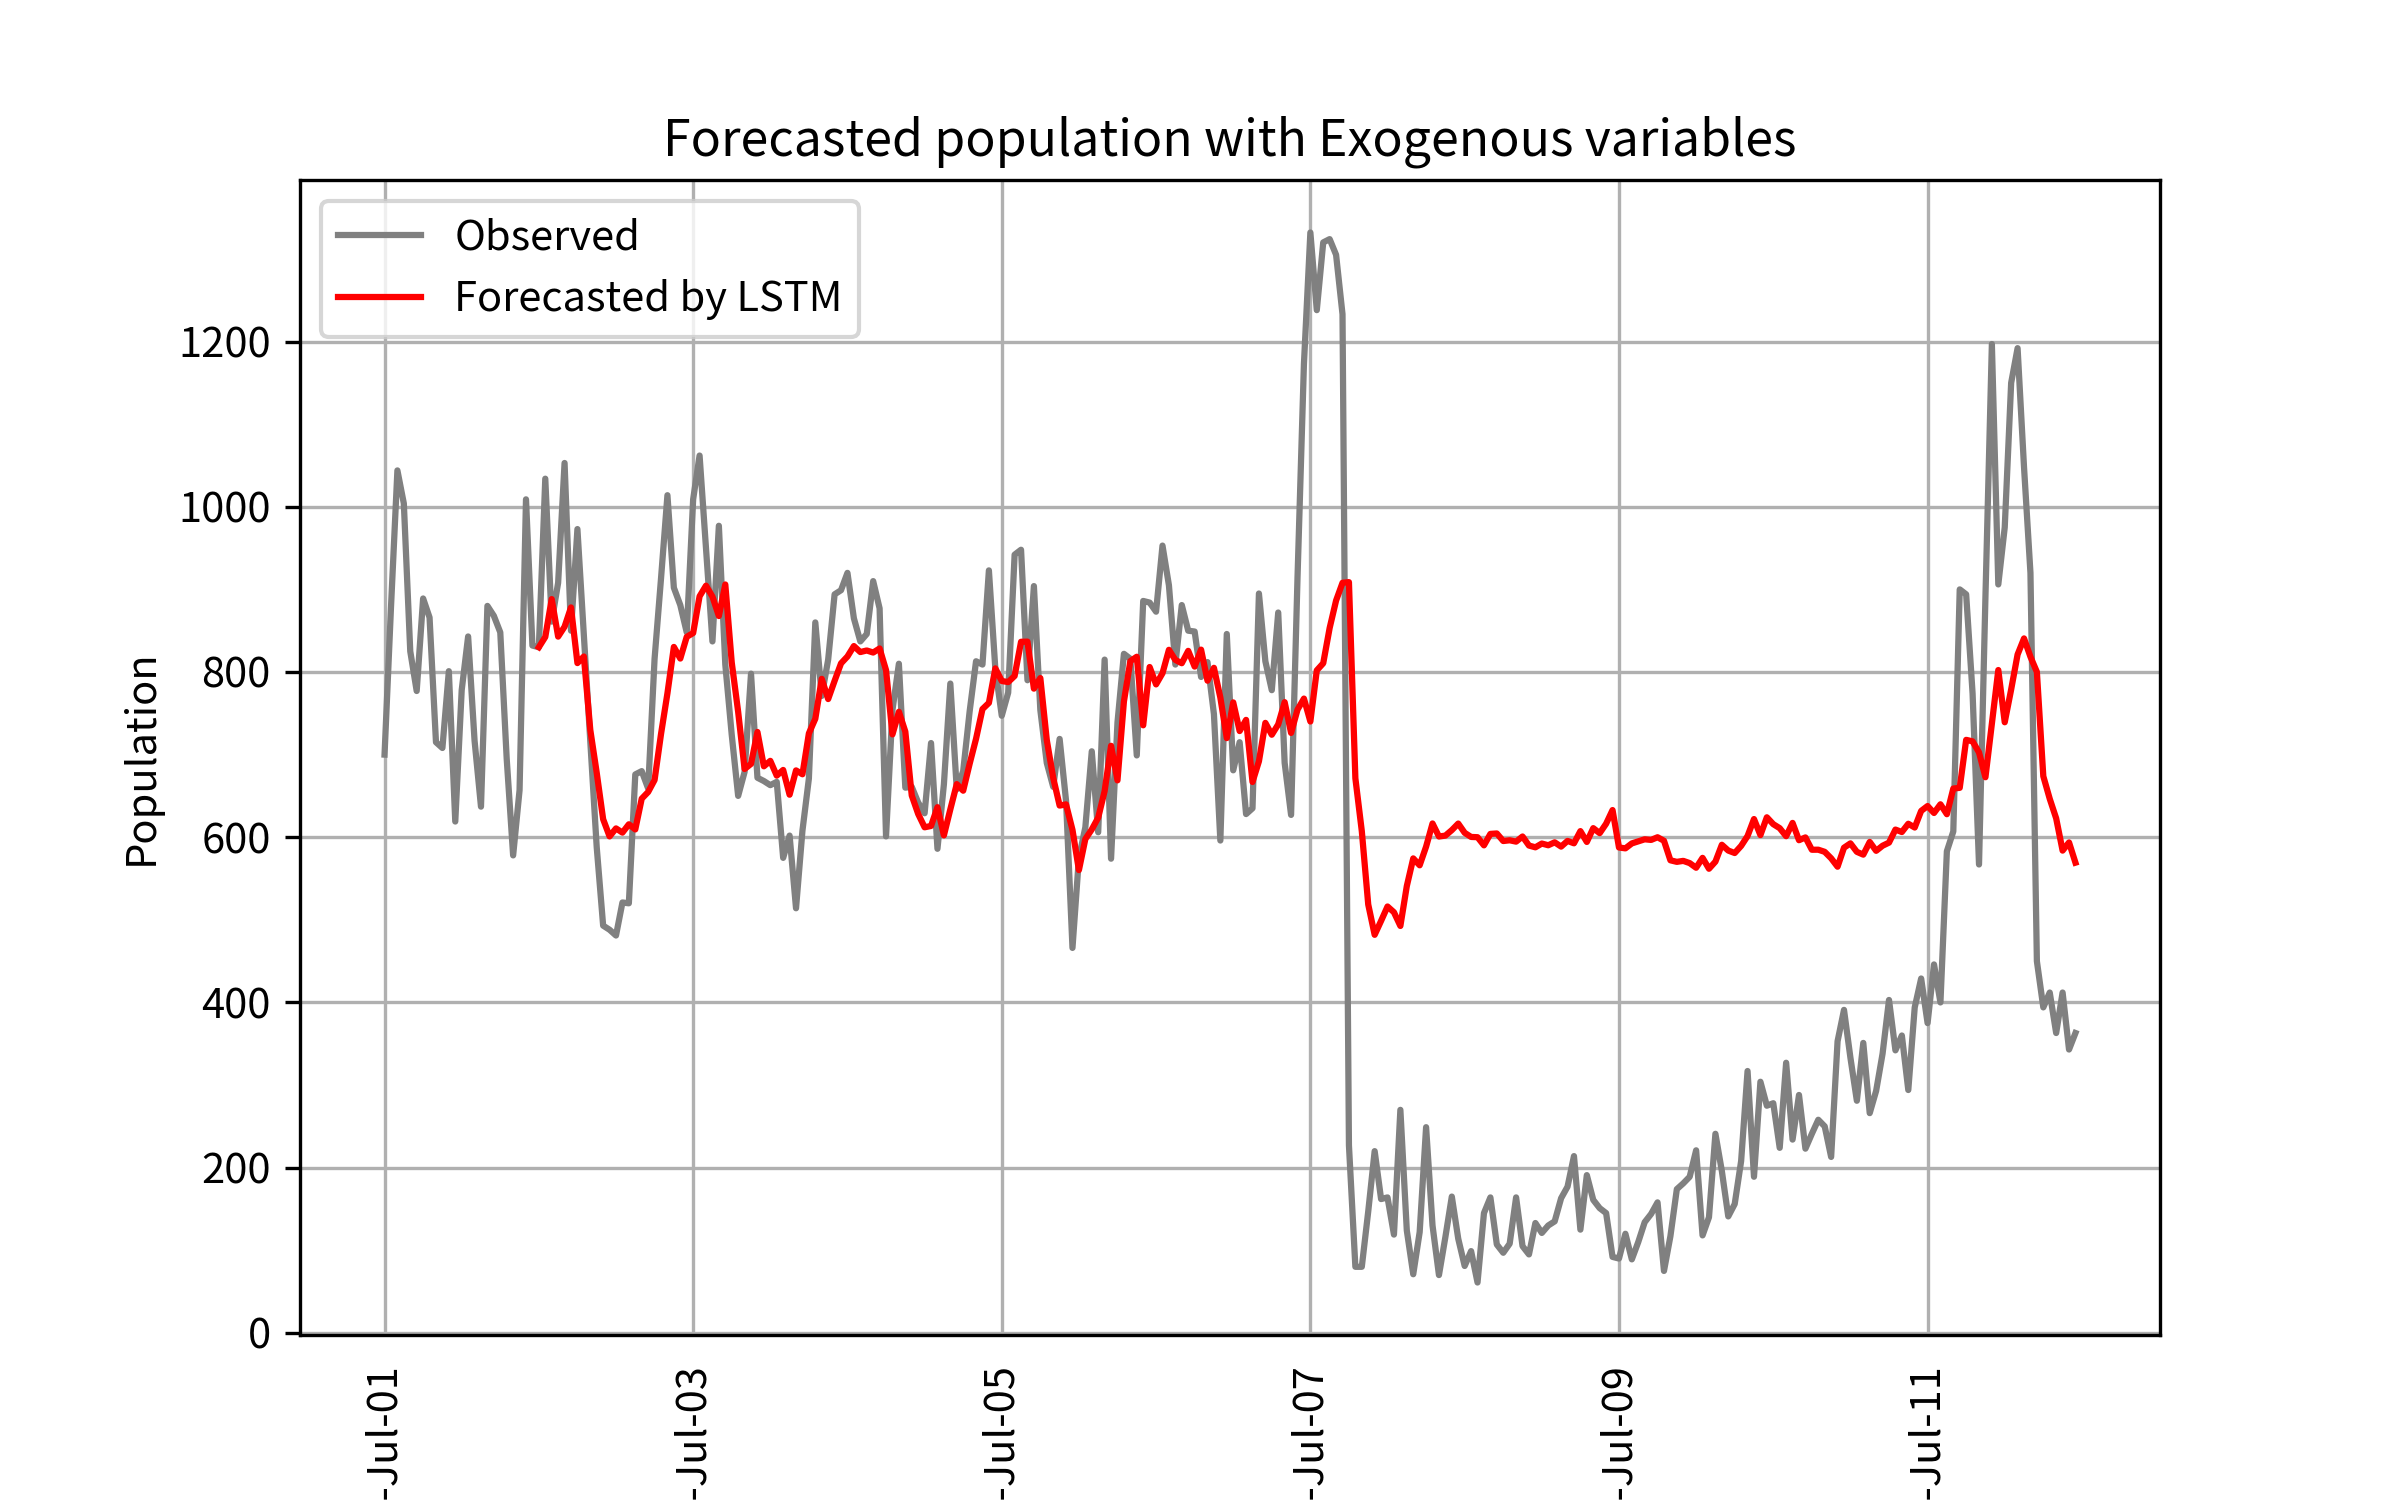 Forecasted population with Exogenous variables
Observed
Forecasted by LSTM
Population
1200
1000
800
600
400
200
0
-Jul-01
-Jul-03
-Jul-05
-Jul-07
-Jul-09
-Jul-11